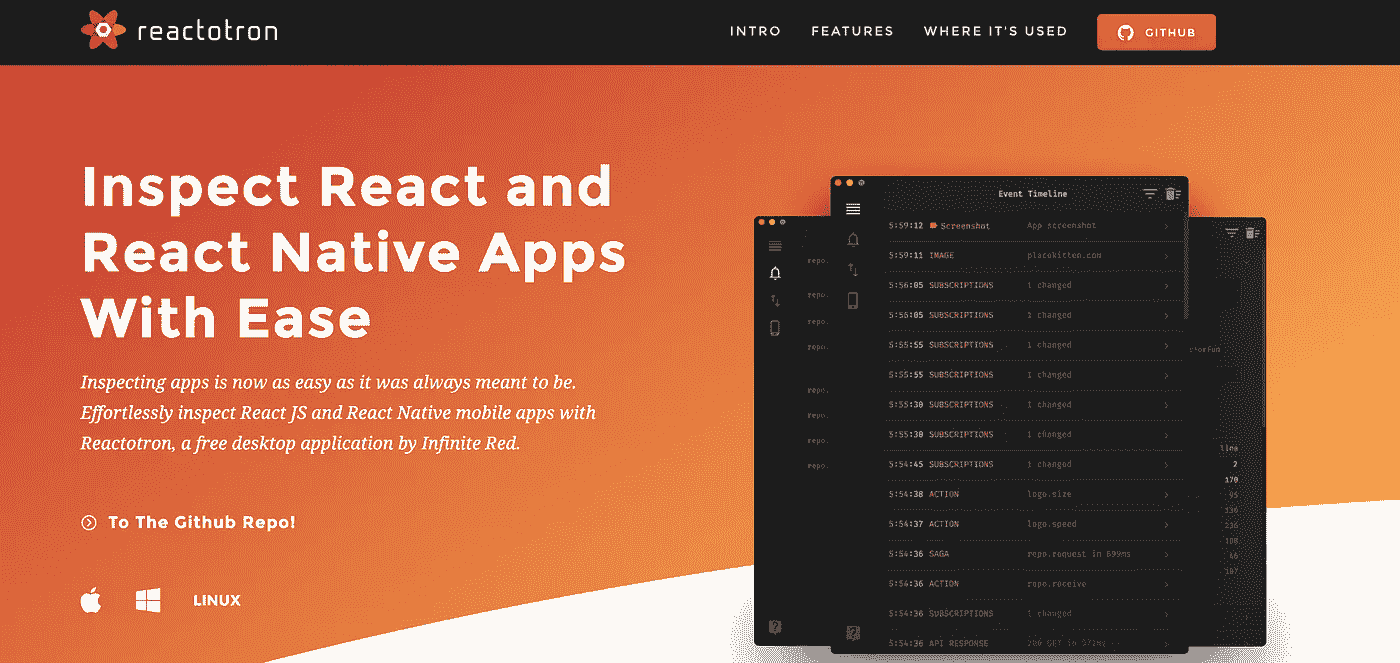 reactotron
INTRO
FEATURES
WHERE IT'S USED
GITHUB
Inspect React and
React Native Apps
With Ease
Inspecting apps is now as easy as it was always meant to be.
Effortlessly inspect React JS and React Native mobile apps with
Reactotron, a free desktop application by Infinite Red.
To The Github Repo!
LINUX
Event Timeline
5:59:12 Screenshot App screenshot
5:59:11 IMAGE placekitten.com
5:56:05 SUBSCRIPTIONS 1 changed
5:56:05 SUBSCRIPTIONS 1 changed
5:55:55 SUBSCRIPTIONS 1 changed
5:55:55 SUBSCRIPTIONS 1 changed
5:55:30 SUBSCRIPTIONS 1 changed
5:55:30 SUBSCRIPTIONS 1 changed
5:54:45 SUBSCRIPTIONS 1 changed
5:54:38 ACTION logo.size
5:54:37 ACTION logo.speed
5:54:36 SAGA repo.request in 699ms
5:54:36 ACTION repo.receive
5:54:36 SUBSCRIPTIONS 1 changed
5:54:36 API RESPONSE
repo.
repo.
repo.
repo.
repo.
repo.
repo.
repo.
line
2
170
95
136
236